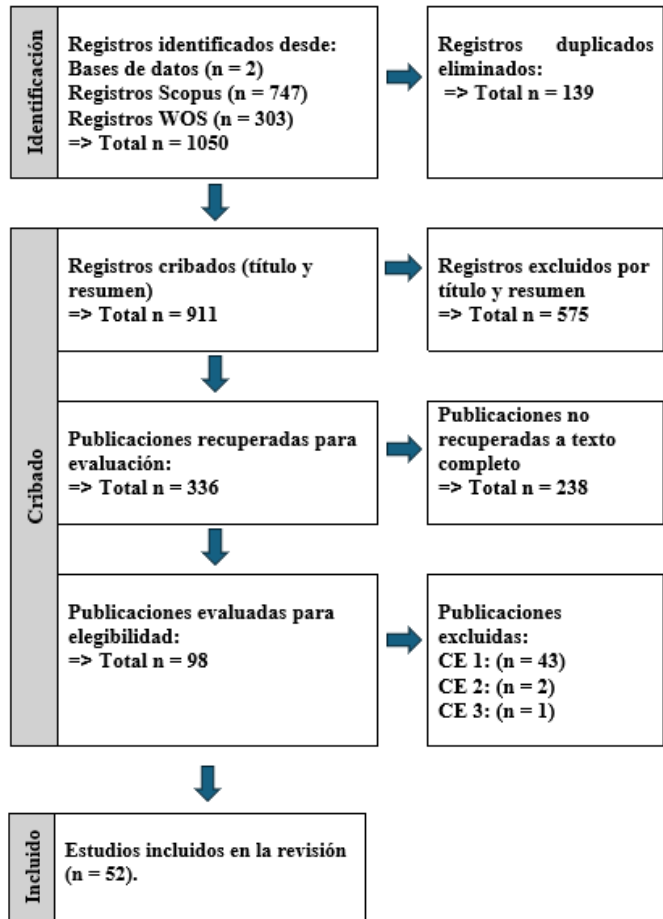 Identificación
Registros identificados desde:
Bases de datos (n = 2)
Registros Scopus (n = 747)
Registros WOS (n = 303)
=> Total n = 1050
Registros duplicados
eliminados:
=> Total n = 139
Cribado
Registros cribados (título y
resumen)
=> Total n = 911
Registros excluidos por
título y resumen
=> Total n = 575
Publicaciones recuperadas para
evaluación:
=> Total n = 336
Publicaciones no
recuperadas a texto
completo
=> Total n = 238
Publicaciones evaluadas para
elegibilidad:
=> Total n = 98
Publicaciones
excluidas:
CE 1: (n = 43)
CE 2: (n = 2)
CE 3: (n = 1)
Incluido
Estudios incluidos en la revisión
(n = 52).